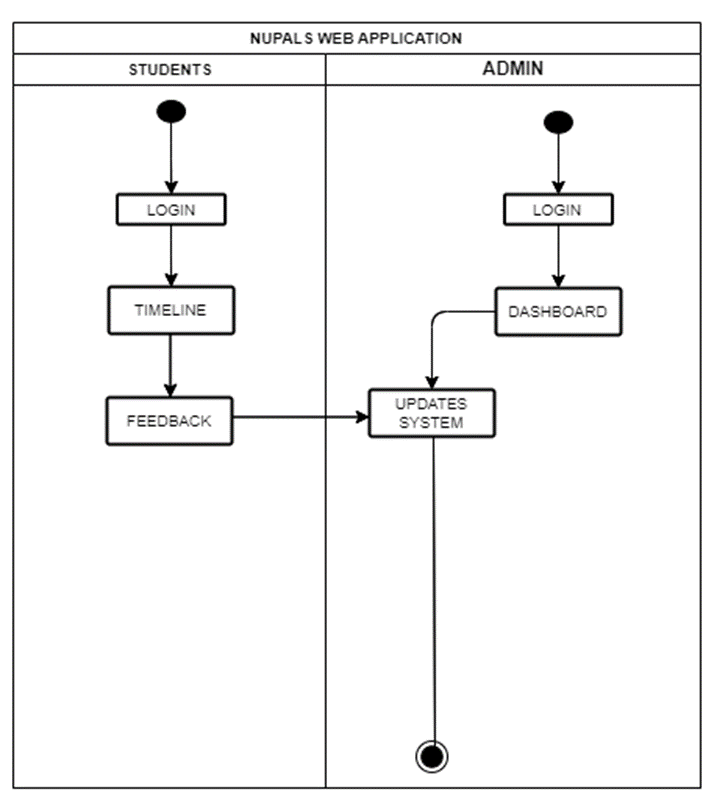 NUPALS WEB APPLICATION
STUDENTS
ADMIN
LOGIN
LOGIN
TIMELINE
DASHBOARD
FEEDBACK
UPDATES
SYSTEM